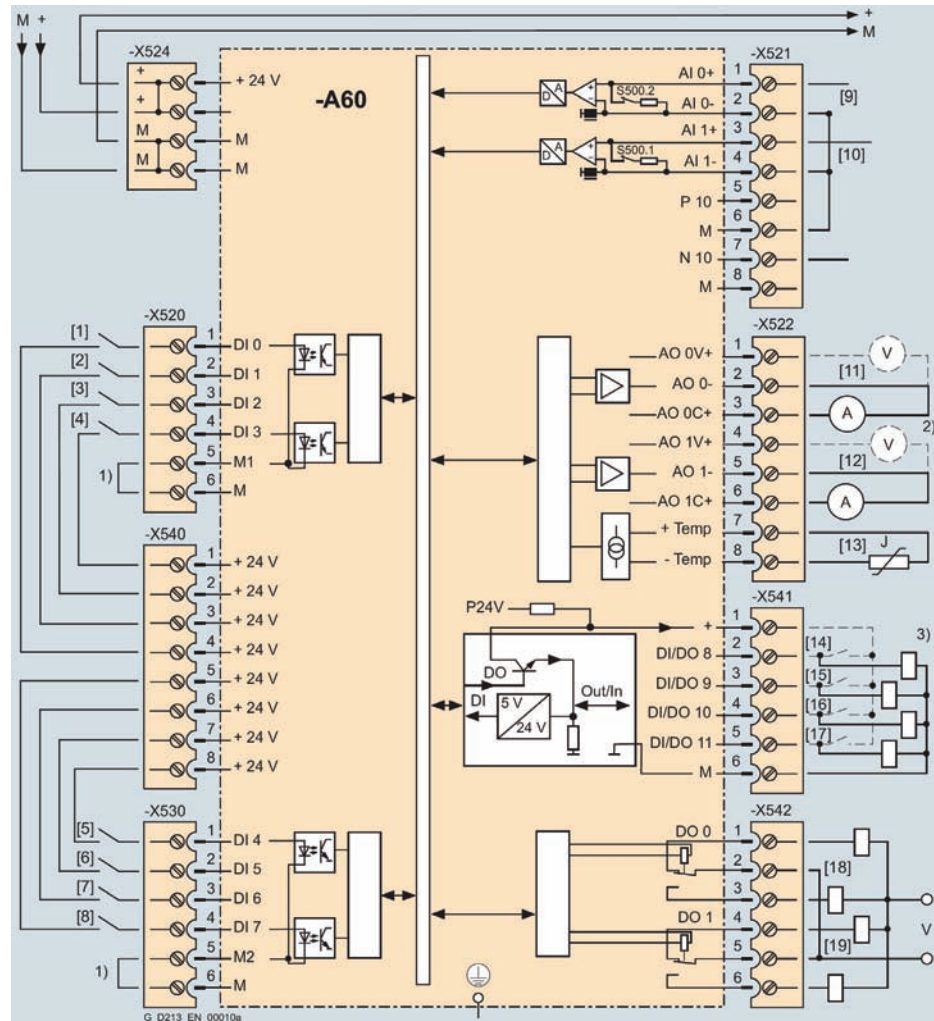 M +
+
M
-X524
+
+ 24 V
+
M
M
M
M
-A60
-X521
AI 0+ 1
AI 0- 2
AI 1+ 3
AI 1- 4
P 10 5
M 6
N 10 7
M 8
[9]
[10]
D A
+
-
S500.2
D A
+
-
S500.1
-X520
[1] 1 DI 0
[2] 2 DI 1
[3] 3 DI 2
[4] 4 DI 3
1) 5 M1
6 M
-X522
AO 0V+ 1
V
AO 0- 2
[11]
AO 0C+ 3
A
2)
AO 1V+ 4
V
AO 1- 5
[12]
AO 1C+ 6
A
+ Temp 7
- Temp 8
[13]
J
-X540
1 + 24 V
2 + 24 V
3 + 24 V
4 + 24 V
5 + 24 V
6 + 24 V
7 + 24 V
8 + 24 V
P24V
DO
DI
5 V
24 V
Out/In
-X541
+ 1
DI/DO 8 2
DI/DO 9 3
DI/DO 10 4
DI/DO 11 5
M 6
[14]
[15]
[16]
[17]
3)
-X530
[5] 1 DI 4
[6] 2 DI 5
[7] 3 DI 6
[8] 4 DI 7
1) 5 M2
6 M
-X542
DO 0 1
2
3
DO 1 4
5
6
[18]
[19]
V
G_D213_EN_00010a